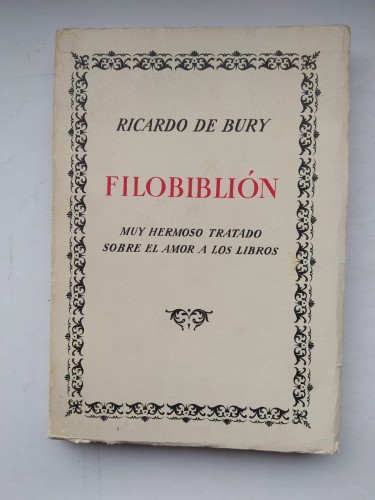 RICARDO DE BURY
FILOBIBLIÓN
MUY HERMOSO TRATADO
SOBRE EL AMOR A LOS LIBROS